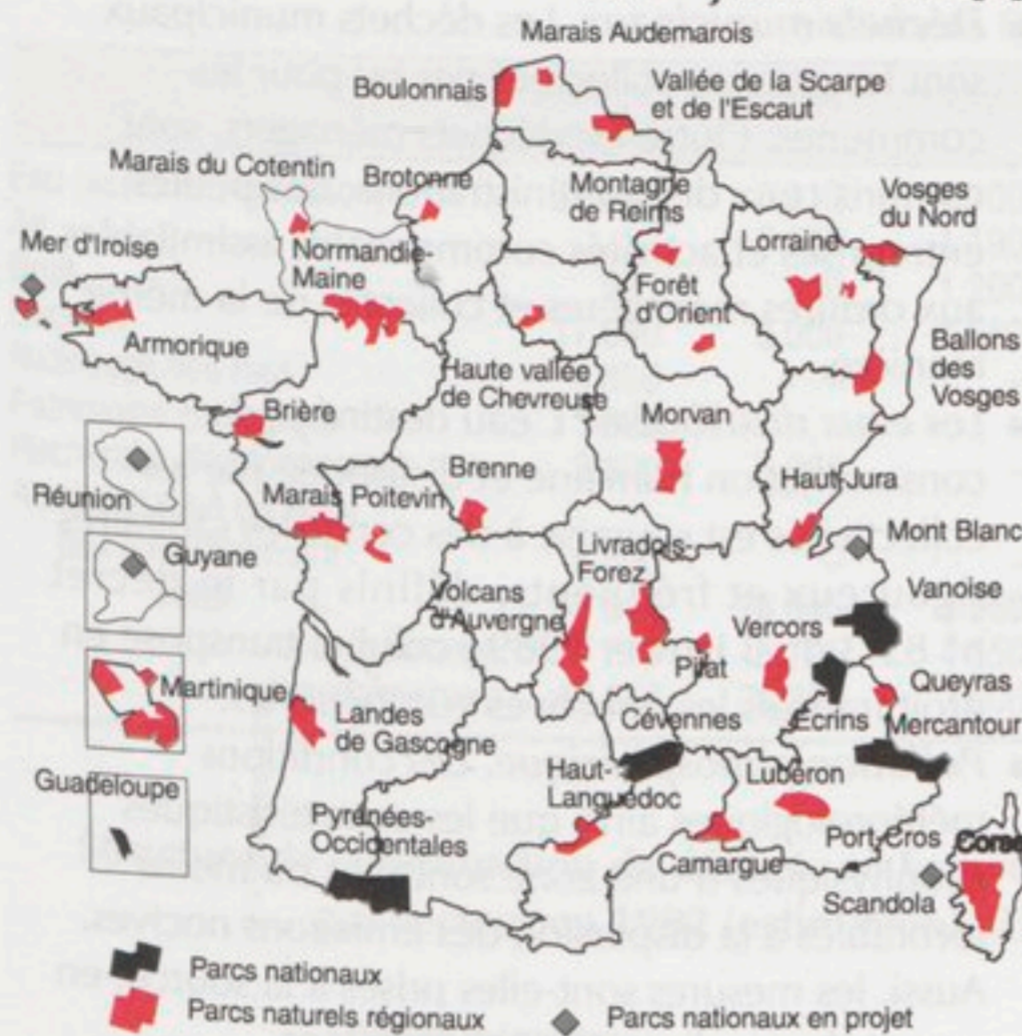 Marais Audemarois
Boulonnais
Vallée de la Scarpe
et de l'Escaut
Marais du Cotentin
Brotonne
Montagne
de Reims
Vosges
du Nord
Mer d'Iroise
Normandie-
Maine
Lorraine
Forêt
d'Orient
Armorique
Haute vallée
de Chevreuse
Ballons
des
Vosges
Brière
Morvan
Brenne
Haut-Jura
Réunion
Marais Poitevin
Mont Blanc
Guyane
Livradois-
Forez
Volcans
d'Auvergne
Vanoise
Vercors
Pilat
Queyras
Martinique
Landes
de Gascogne
Cévennes
Ecrins
Mercantour
Guadeloupe
Haut-
Languedoc
Lubéron
Pyrénées-
Occidentales
Port-Cros
Camargue
Scandola
Parcs nationaux
Parcs naturels régionaux
Parcs nationaux en projet